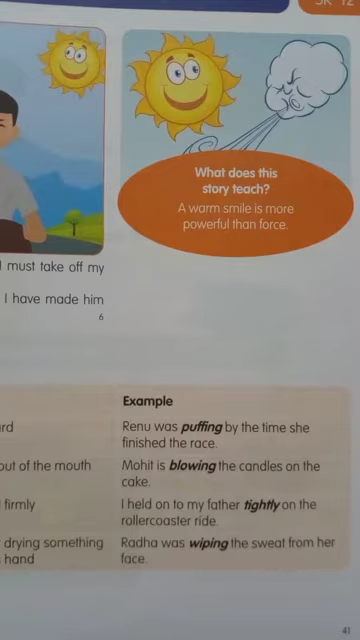 SR 12
What does this
story teach?
A warm smile is more
powerful than force.
I must take off my
I have made him
6
Example
ard
Renu was puffing by the time she
finished the race.
out of the mouth
Mohit is blowing the candles on the
cake.
firmly
I held on to my father tightly on the
rollercoaster ride.
drying something
hand
Radha was wiping the sweat from her
face.
41